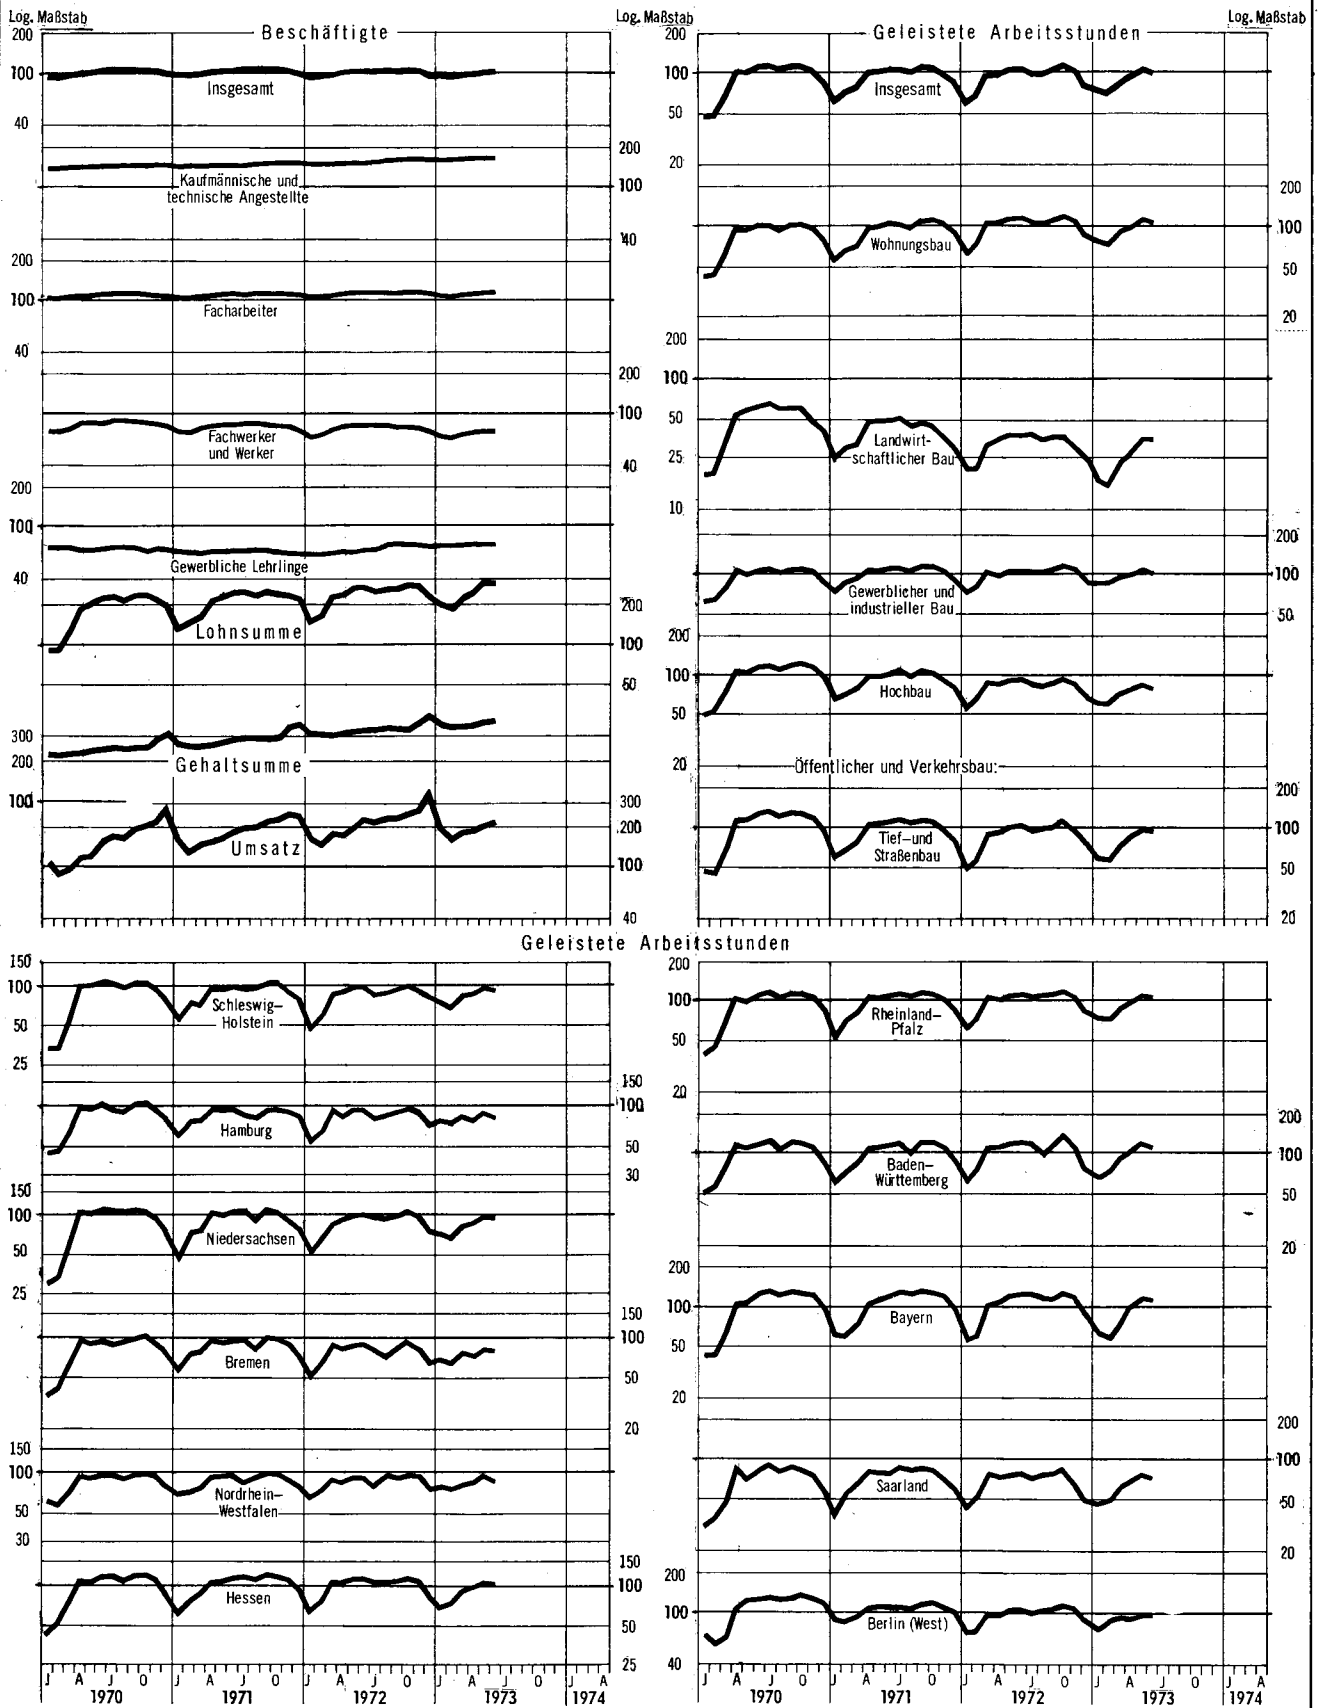 Log. Maßstab
Log. Maßstab
Log. Maßstab
Beschäftigte
200
100
Insgesamt
40
200
Kaufmännische und
technische Angestellte
100
40
200
100
Facharbeiter
40
200
100
Fachwerker
und Werker
40
200
100
Gewerbliche Lehrlinge
40
200
Lohnsumme
100
50
300
200
Gehaltsumme
100
300
200
Umsatz
100
40
Geleistete Arbeitsstunden
200
100
Insgesamt
50
20
200
100
Wohnungsbau
50
20
200
100
50
Landwirt-
schaftlicher Bau
25
10
200
100
Gewerblicher und
industrieller Bau
50
200
100
Hochbau
50
20
Öffentlicher und Verkehrsbau:
200
100
Tief-und
Straßenbau
50
20
Geleistete Arbeitsstunden
150
100
Schleswig-
Holstein
50
25
150
100
Hamburg
50
30
150
100
Niedersachsen
50
25
150
100
Bremen
50
20
150
100
Nordrhein-
Westfalen
50
30
150
100
Hessen
50
25
J A J O J A J O J A J O J A J O J A
1970 1971 1972 1973 1974
200
100
Rheinland-
Pfalz
50
20
200
100
Baden-
Württemberg
50
20
200
100
Bayern
50
20
200
100
Saarland
50
20
200
100
Berlin (West)
40
J A J O J A J O J A J O J A J O J A
1970 1971 1972 1973 1974